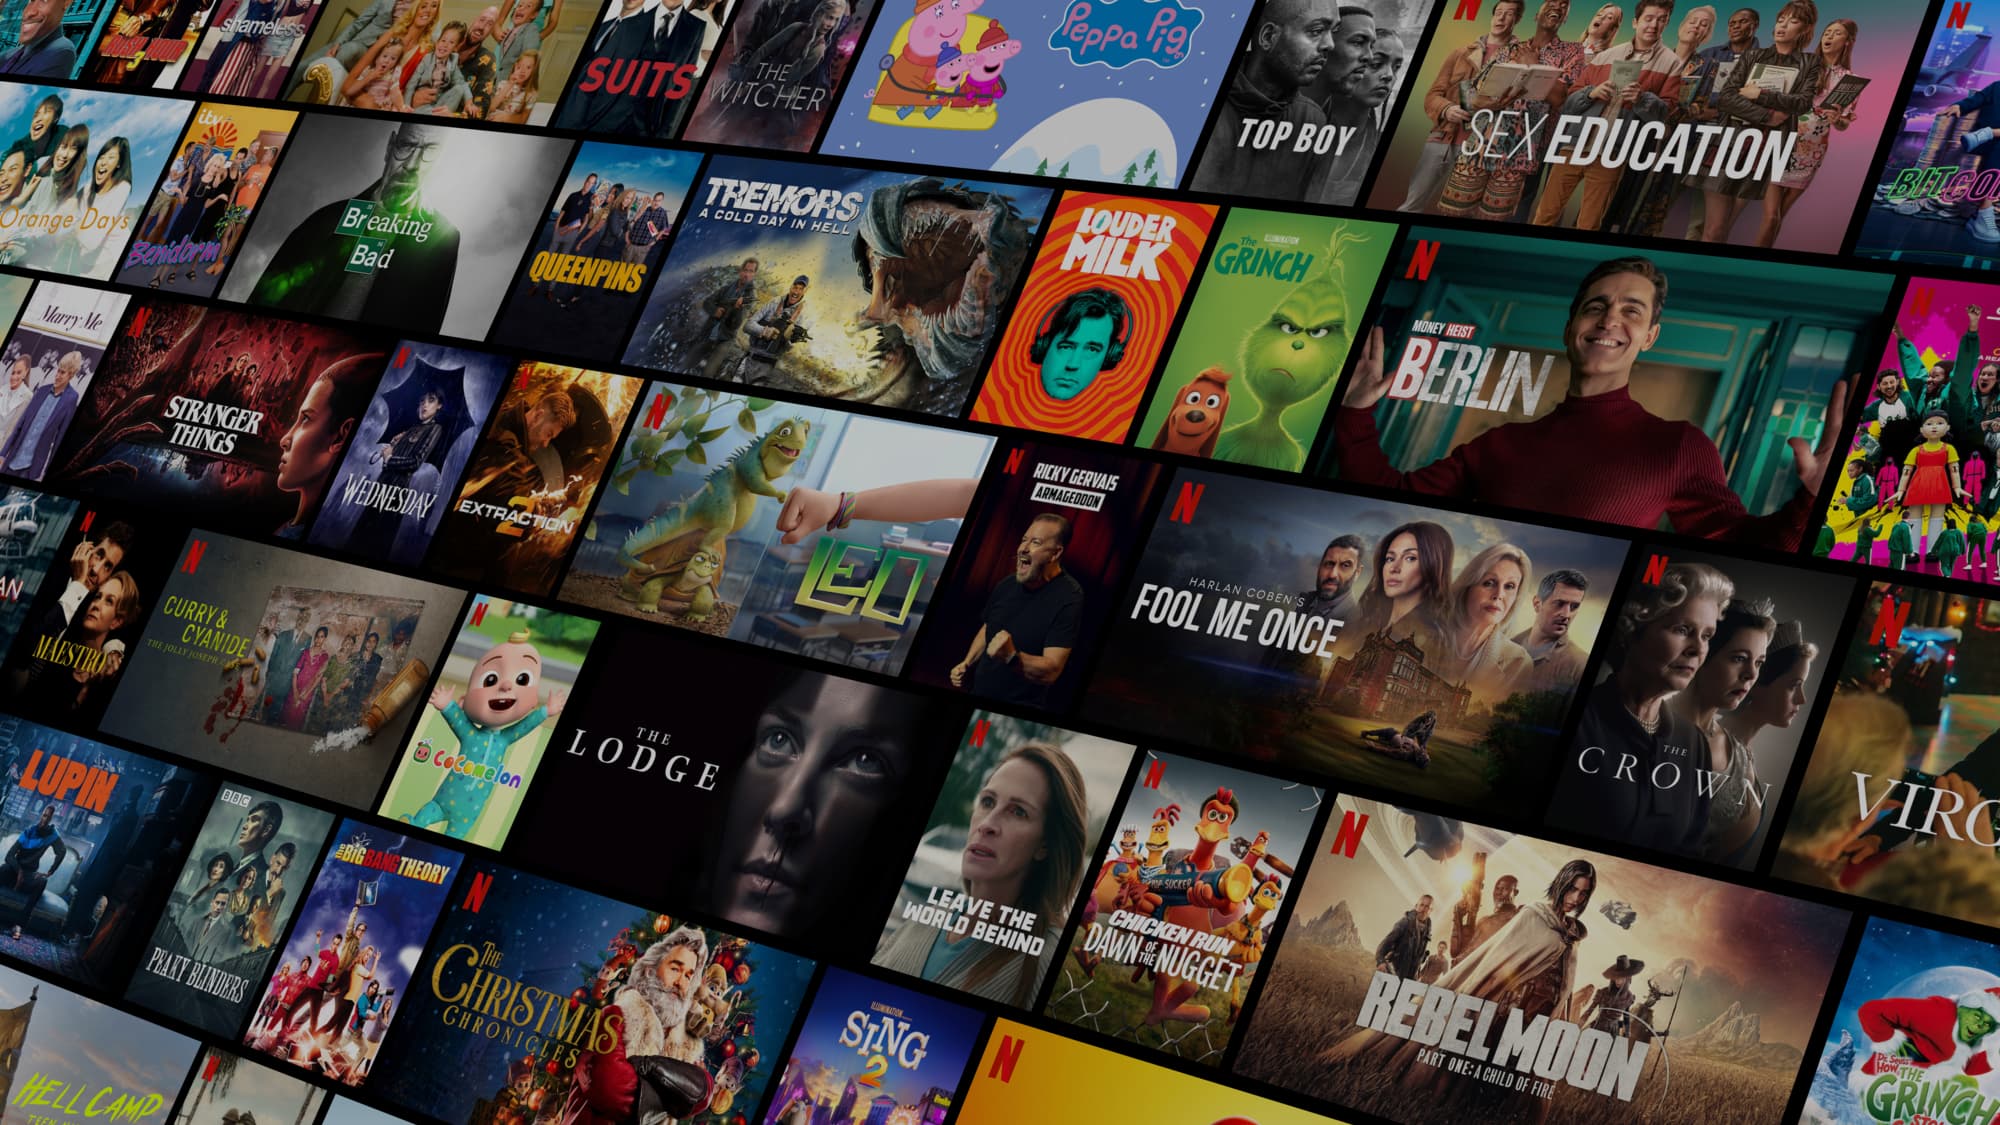 RUSH HOUR
shameless
SUITS
THE
WITCHER
Peppa Pig
TOP BOY
SEX EDUCATION
Orange Days
itv
Benidorm
Breaking
Bad
QUEENPINS
TREMORS
A COLD DAY IN HELL
LOUDER
MILK
ILLUMINATION
THE
GRINCH
N
MONEY HEIST
BERLIN
Marry Me
N
STRANGER
THINGS
N
WEDNESDAY
N
EXTRACTION
2
N
LEO
N
RICKY GERVAIS
ARMAGEDDON
N
HARLAN COBEN'S
FOOL ME ONCE
N
THE
CROWN
N
VIRG
N
MAESTRO
N
CURRY &
CYANIDE
THE JOLLY JOSEPH CASE
N
CoComelon
THE
LODGE
N
LEAVE THE
WORLD BEHIND
N
CHICKEN RUN
DAWN OF THE NUGGET
N
REBEL MOON
PART ONE: A CHILD OF FIRE
LUPIN
BBC
PEAKY BLINDERS
THE BIG BANG THEORY
N
THE
CHRISTMAS
CHRONICLES
ILLUMINATION
SING
2
N
Dr. Seuss'
HOW THE
GRINCH
HELL CAMP
N